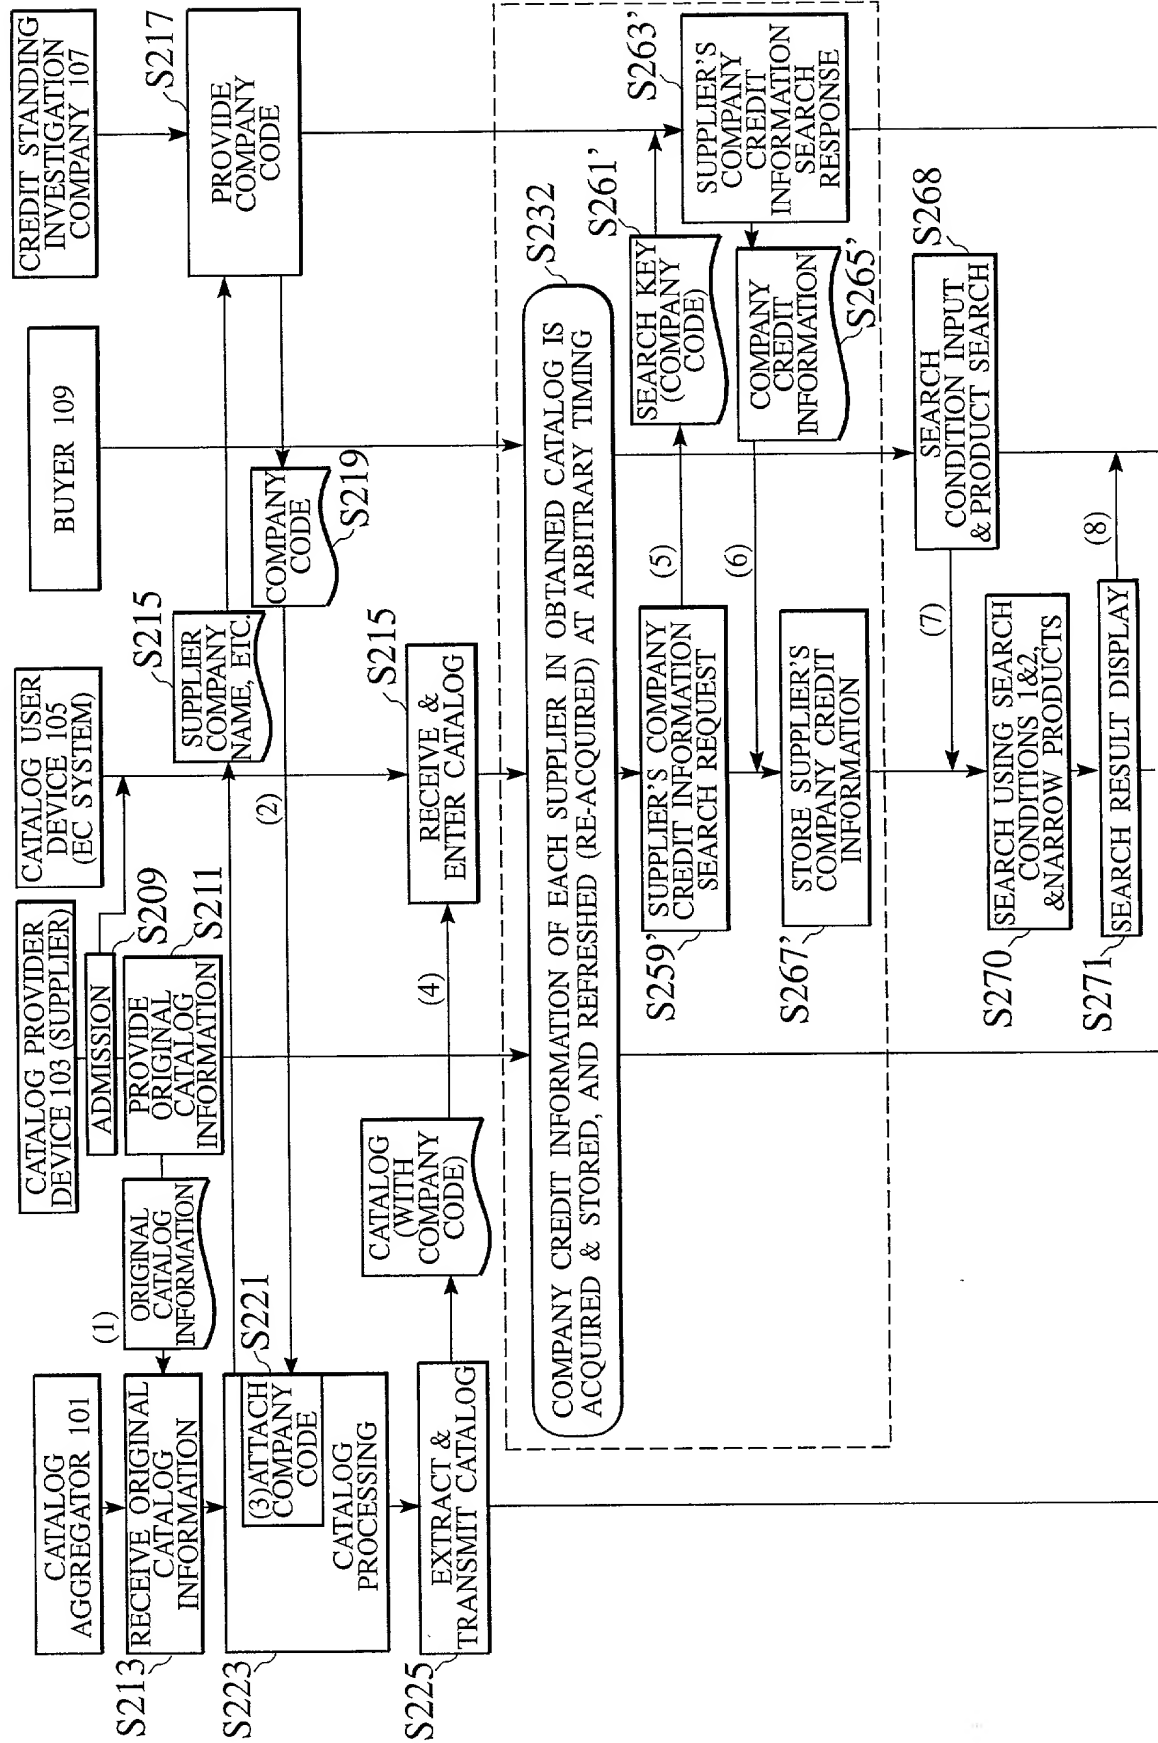 CATALOG
AGGREGATOR 101
CATALOG PROVIDER
DEVICE 103 (SUPPLIER)
CATALOG USER
DEVICE 105
(EC SYSTEM)
BUYER 109
CREDIT STANDING
INVESTIGATION
COMPANY 107
ADMISSION
S209
PROVIDE
ORIGINAL
CATALOG
INFORMATION
S211
(1)
ORIGINAL
CATALOG
INFORMATION
S213
RECEIVE ORIGINAL
CATALOG
INFORMATION
S215
SUPPLIER
COMPANY
NAME, ETC.
S217
PROVIDE
COMPANY
CODE
(2)
COMPANY
CODE
S219
S221
(3)ATTACH
COMPANY
CODE
S223
CATALOG
PROCESSING
S225
EXTRACT &
TRANSMIT CATALOG
CATALOG
(WITH
COMPANY
CODE)
(4)
S215
RECEIVE &
ENTER CATALOG
S232
COMPANY CREDIT INFORMATION OF EACH SUPPLIER IN OBTAINED CATALOG IS
ACQUIRED & STORED, AND REFRESHED (RE-ACQUIRED) AT ARBITRARY TIMING
S259'
SUPPLIER'S COMPANY
CREDIT INFORMATION
SEARCH REQUEST
(5)
S261'
SEARCH KEY
(COMPANY
CODE)
S263'
SUPPLIER'S
COMPANY
CREDIT
INFORMATION
SEARCH
RESPONSE
(6)
COMPANY
CREDIT
INFORMATION
S265'
S267'
STORE SUPPLIER'S
COMPANY CREDIT
INFORMATION
S268
SEARCH
CONDITION INPUT
& PRODUCT SEARCH
(7)
S270
SEARCH USING SEARCH
CONDITIONS 1&2,
&NARROW PRODUCTS
S271
SEARCH RESULT DISPLAY
(8)